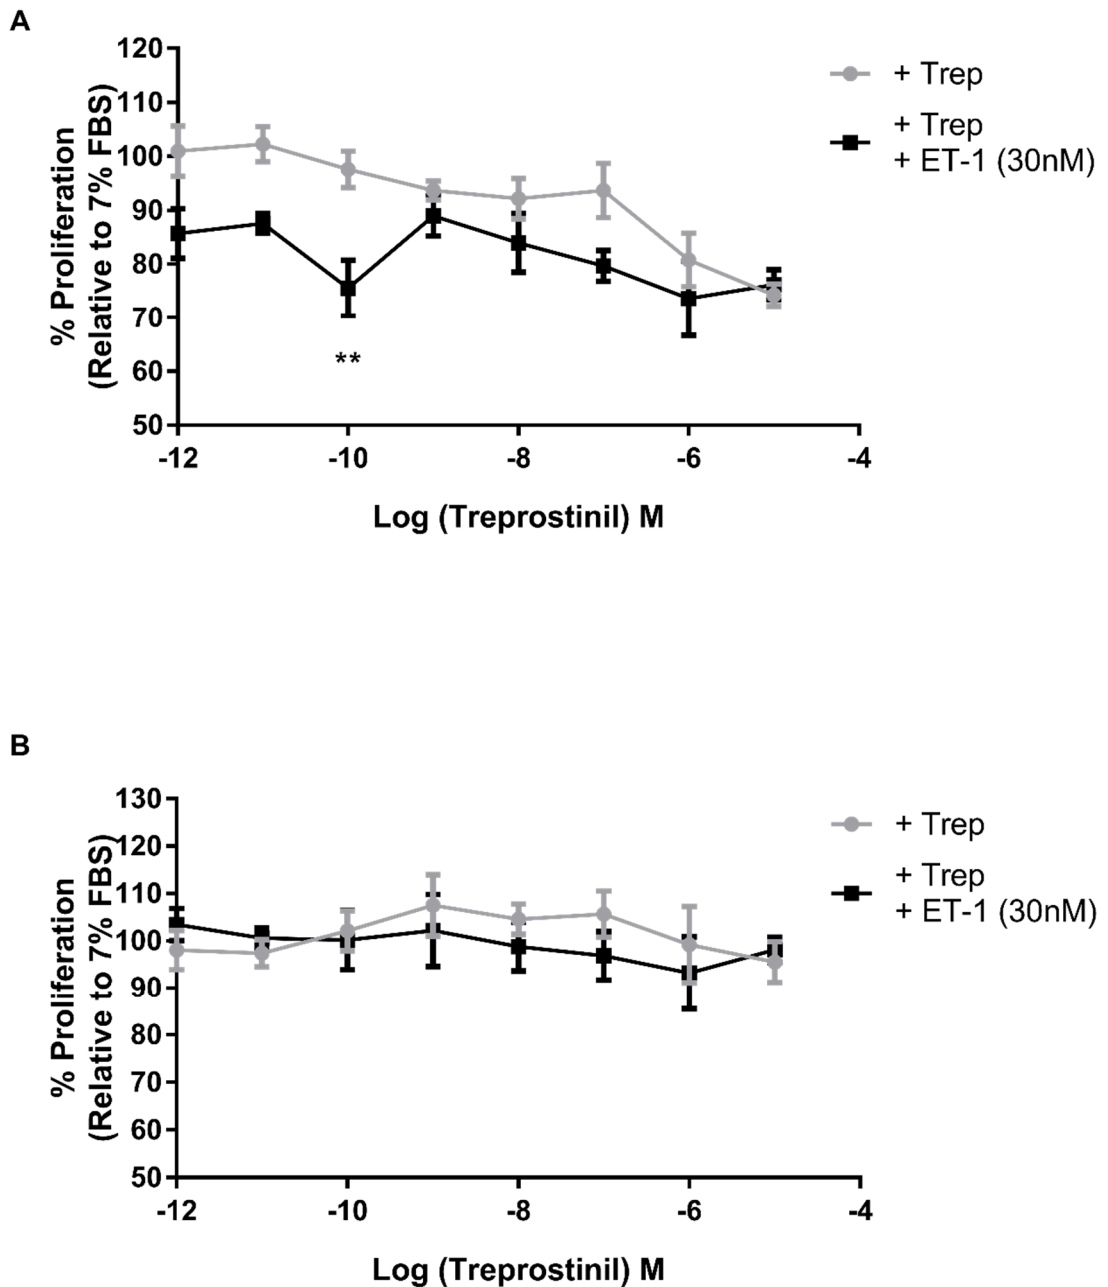 A
120
110
100
90
80
70
60
50
% Proliferation
(Relative to 7% FBS)
+ Trep
+ Trep
+ ET-1 (30nM)
**
-12
-10
-8
-6
-4
Log (Treprostinil) M
B
130
120
110
100
90
80
70
60
50
% Proliferation
(Relative to 7% FBS)
+ Trep
+ Trep
+ ET-1 (30nM)
-12
-10
-8
-6
-4
Log (Treprostinil) M